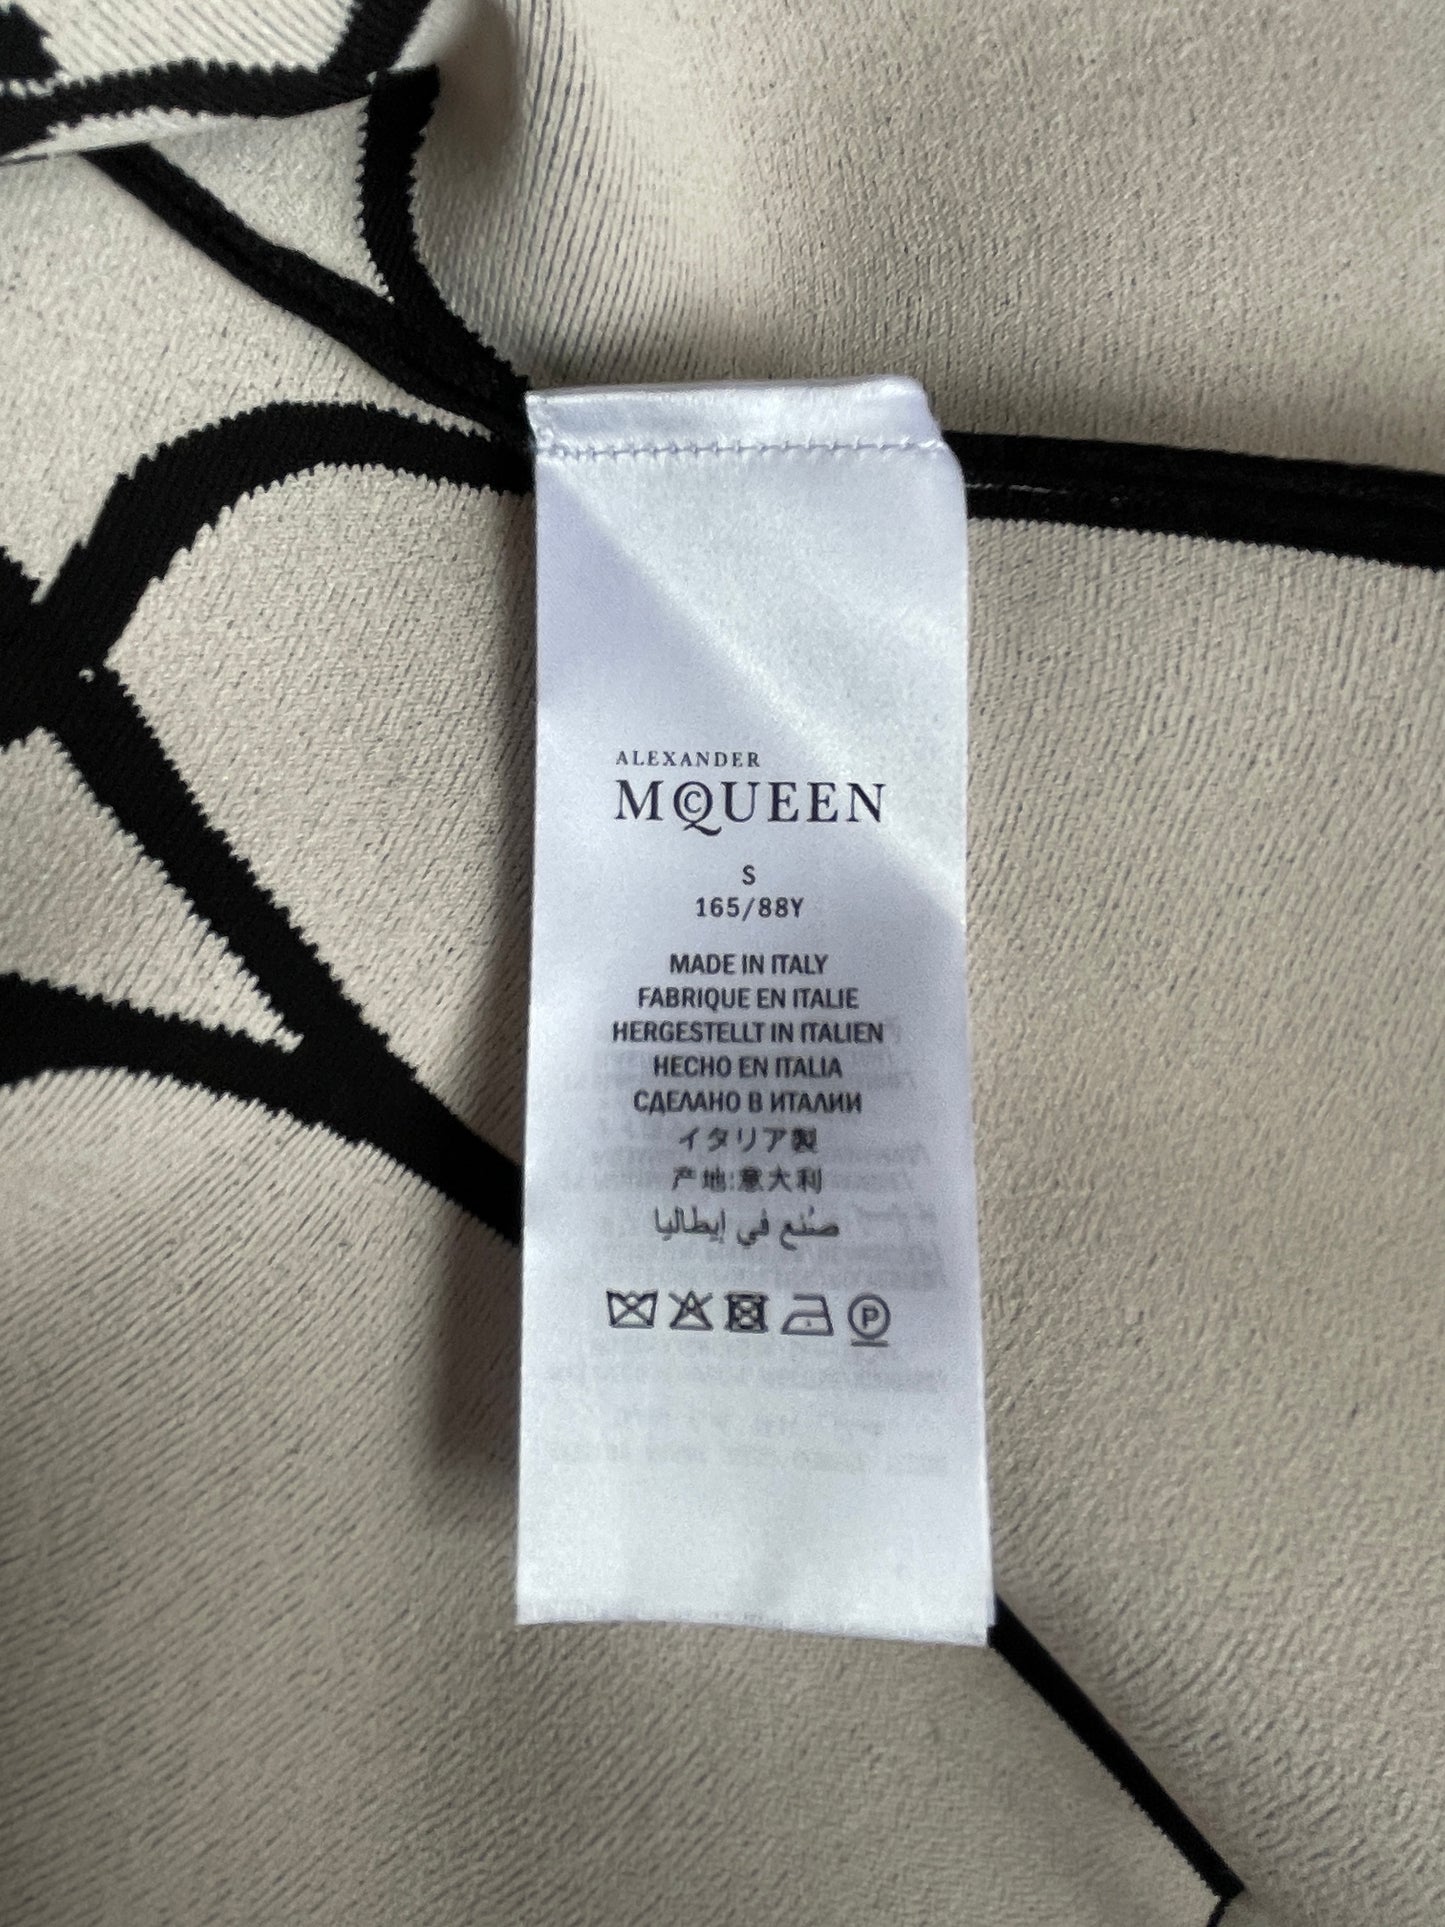 ALEXANDER
McQUEEN
S
165/88Y
MADE IN ITALY
FABRIQUE EN ITALIE
HERGESTELLT IN ITALIEN
HECHO EN ITALIA
СДЕЛАНО В ИТАЛИИ
イタリア製
产地:意大利
صُنع في إيطاليا
P